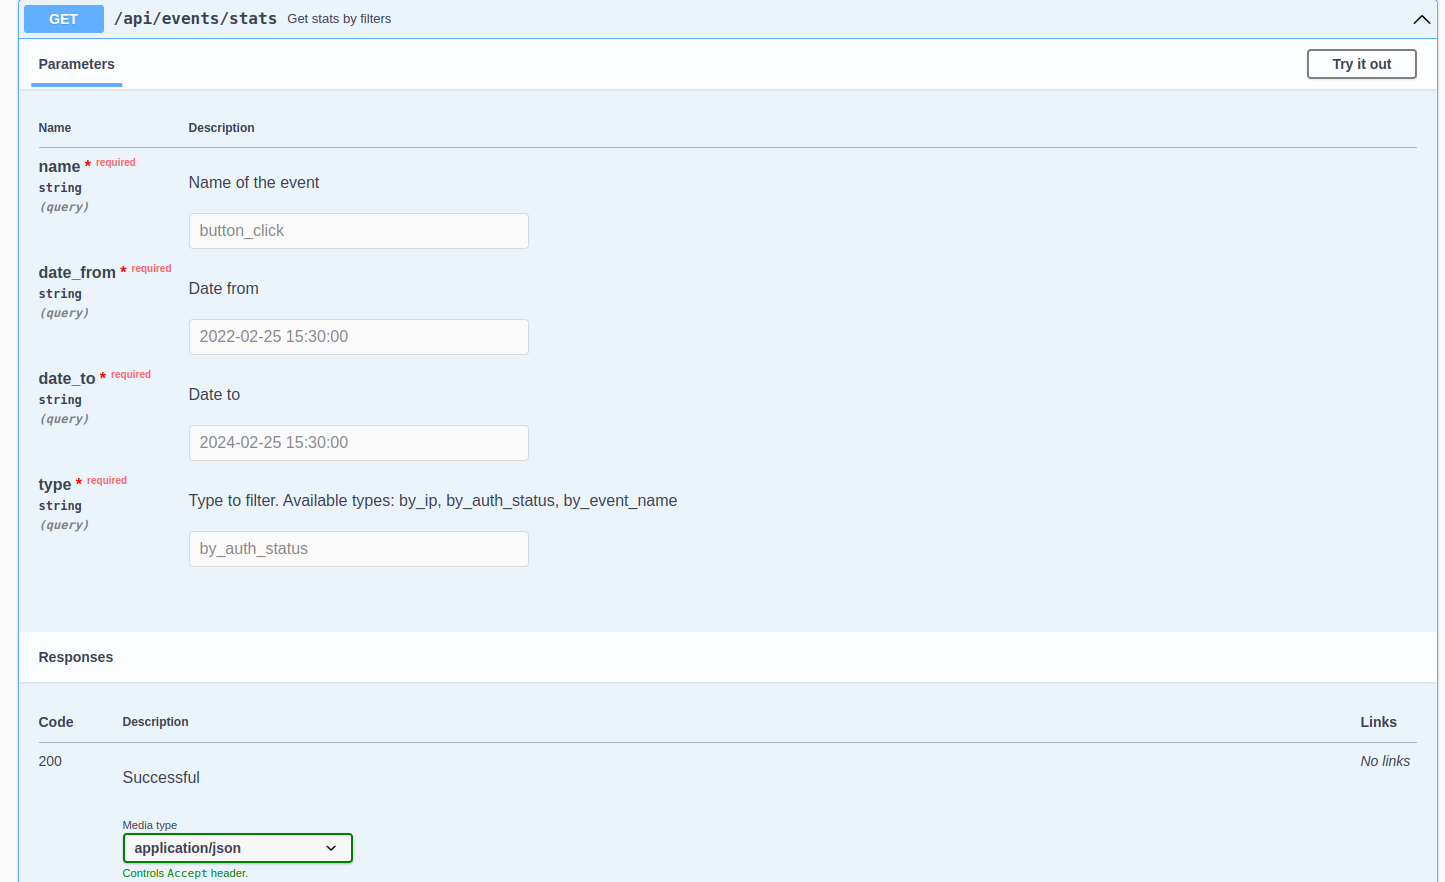 GET /api/events/stats Get stats by filters
Parameters
Try it out
Name Description
name * required
string
(query)
Name of the event
button_click
date_from * required
string
(query)
Date from
2022-02-25 15:30:00
date_to * required
string
(query)
Date to
2024-02-25 15:30:00
type * required
string
(query)
Type to filter. Available types: by_ip, by_auth_status, by_event_name
by_auth_status
Responses
Code Description Links
200
Successful
No links
Media type
application/json
Controls Accept header.